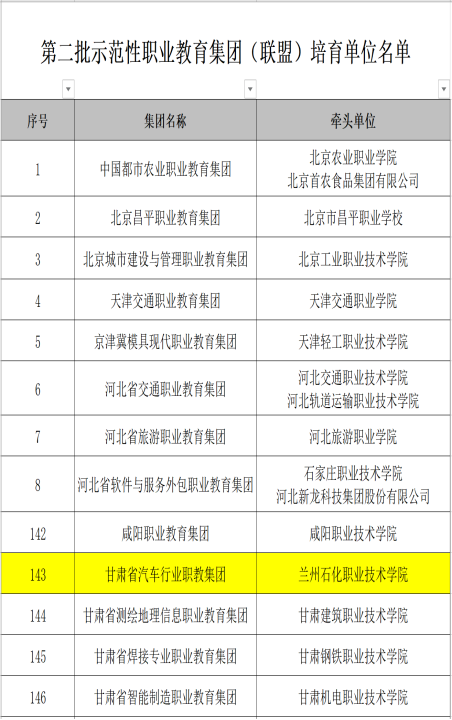 第二批示范性职业教育集团（联盟）培育单位名单
序号 集团名称 牵头单位
1 中国都市农业职业教育集团 北京农业职业学院
北京首农食品集团有限公司
2 北京昌平职业教育集团 北京市昌平职业学校
3 北京城市建设与管理职业教育集团 北京工业职业技术学院
4 天津交通职业教育集团 天津交通职业学院
5 京津冀模具现代职业教育集团 天津轻工职业技术学院
6 河北省交通职业教育集团 河北交通职业技术学院
河北轨道运输职业技术学院
7 河北省旅游职业教育集团 河北旅游职业学院
8 河北省软件与服务外包职业教育集团 石家庄职业技术学院
河北新龙科技集团股份有限公司
142 咸阳职业教育集团 咸阳职业技术学院
143 甘肃省汽车行业职教集团 兰州石化职业技术学院
144 甘肃省测绘地理信息职业教育集团 甘肃建筑职业技术学院
145 甘肃省焊接专业职业教育集团 甘肃钢铁职业技术学院
146 甘肃省智能制造职业教育集团 甘肃机电职业技术学院